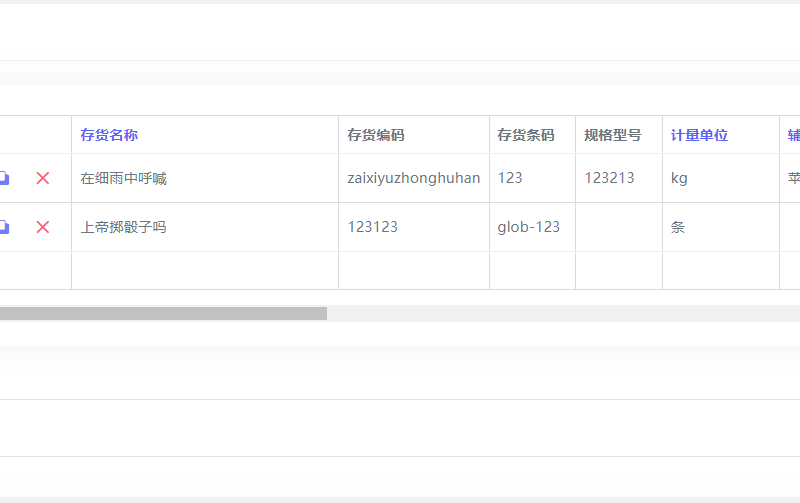 存货名称 存货编码 存货条码 规格型号 计量单位 辅
在细雨中呼喊 zaixiyuzhonghuhan 123 123213 kg 苹
上帝掷骰子吗 123123 glob-123 条